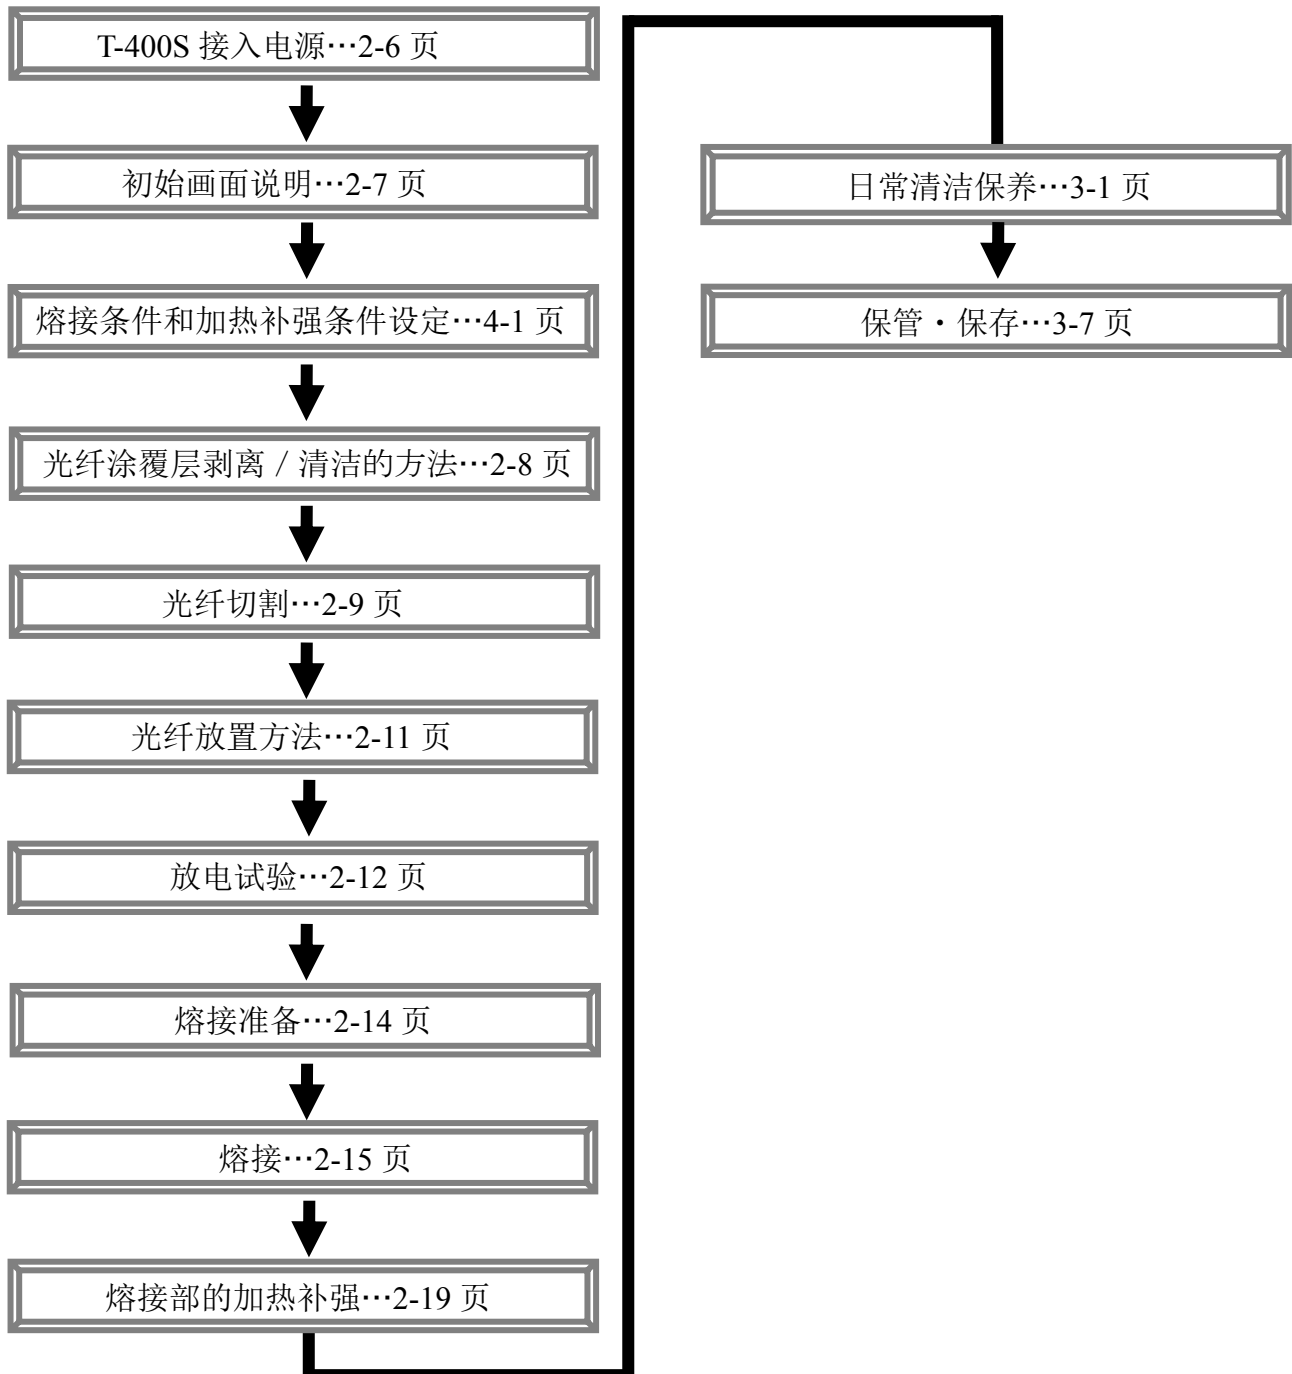 T-400S 接入电源…2-6 页
初始画面说明…2-7 页
熔接条件和加热补强条件设定…4-1 页
光纤涂覆层剥离 / 清洁的方法…2-8 页
光纤切割…2-9 页
光纤放置方法…2-11 页
放电试验…2-12 页
熔接准备…2-14 页
熔接…2-15 页
熔接部的加热补强…2-19 页
日常清洁保养…3-1 页
保管・保存…3-7 页